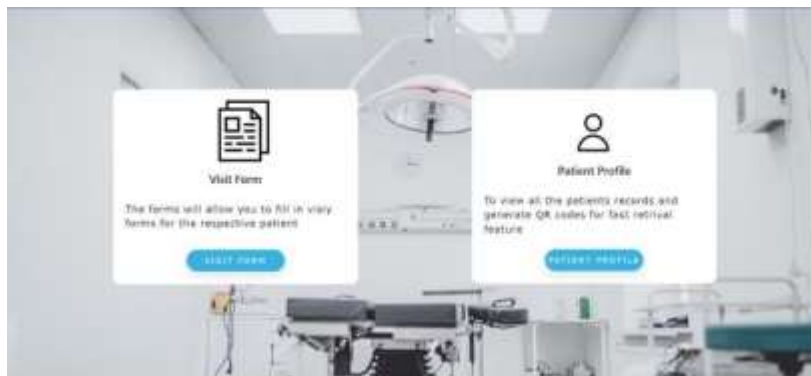 Visit Form
The forms will allow you to fill in visry
forms for the respective patient
VISIT FORM
Patient Profile
To view all the patients records and
generate QR codes for fast retrival
feature
PATIENT PROFILE